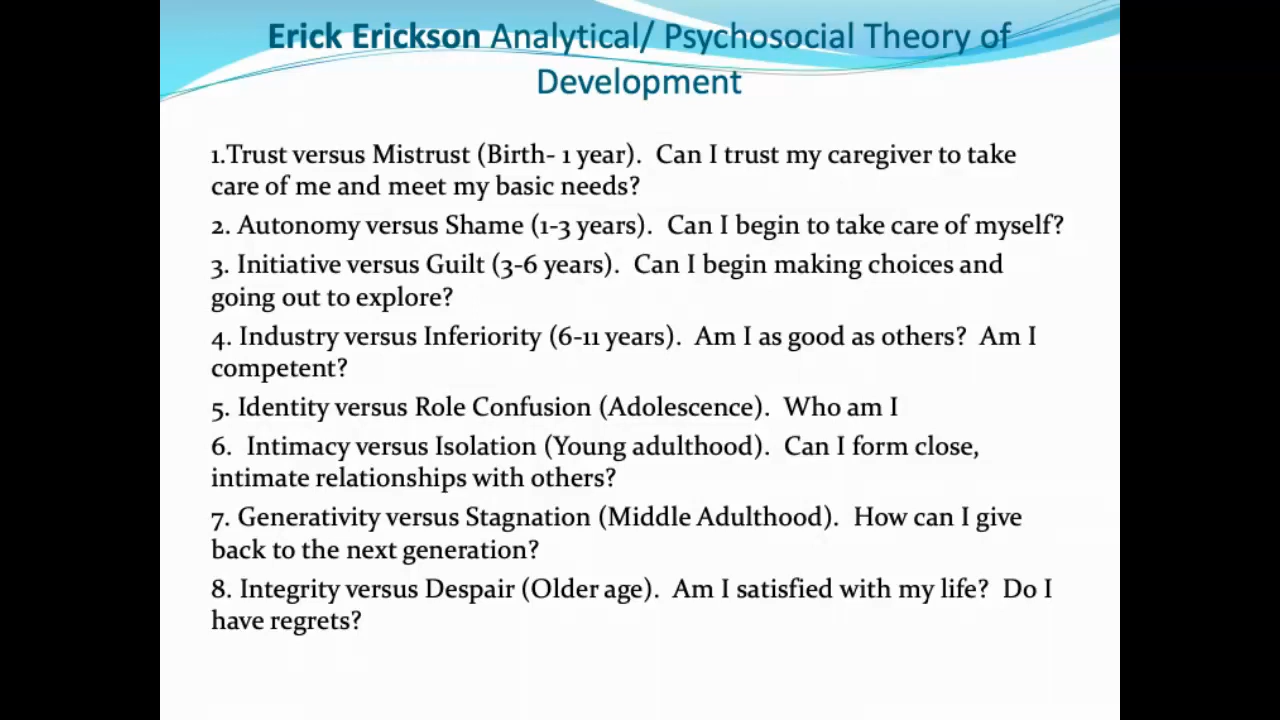 Erick Erickson Analytical/ Psychosocial Theory of
Development
1.Trust versus Mistrust (Birth- 1 year).  Can I trust my caregiver to take
care of me and meet my basic needs?
2. Autonomy versus Shame (1-3 years).  Can I begin to take care of myself?
3. Initiative versus Guilt (3-6 years).  Can I begin making choices and
going out to explore?
4. Industry versus Inferiority (6-11 years).  Am I as good as others?  Am I
competent?
5. Identity versus Role Confusion (Adolescence).  Who am I
6.  Intimacy versus Isolation (Young adulthood).  Can I form close,
intimate relationships with others?
7. Generativity versus Stagnation (Middle Adulthood).  How can I give
back to the next generation?
8. Integrity versus Despair (Older age).  Am I satisfied with my life?  Do I
have regrets?